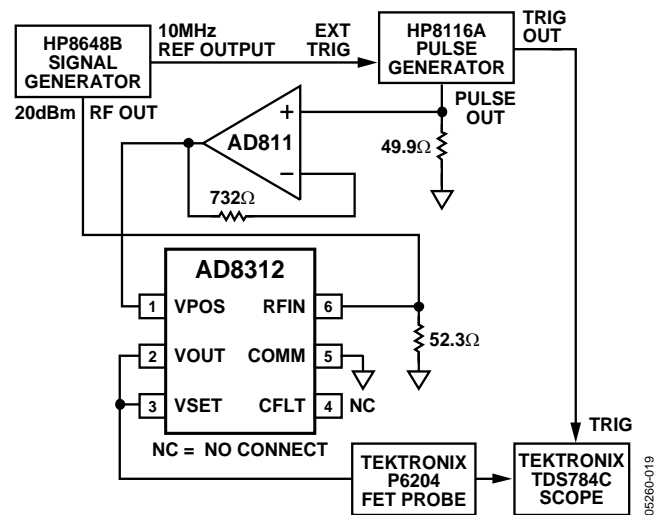 HP8648B
SIGNAL
GENERATOR
10MHz
REF OUTPUT
EXT
TRIG
HP8116A
PULSE
GENERATOR
TRIG
OUT
20dBm
RF OUT
PULSE
OUT
+
AD811
–
49.9Ω
732Ω
AD8312
1 VPOS RFIN 6
2 VOUT COMM 5
3 VSET CFLT 4 NC
52.3Ω
NC = NO CONNECT
TRIG
TEKTRONIX
P6204
FET PROBE
TEKTRONIX
TDS784C
SCOPE
05260-019